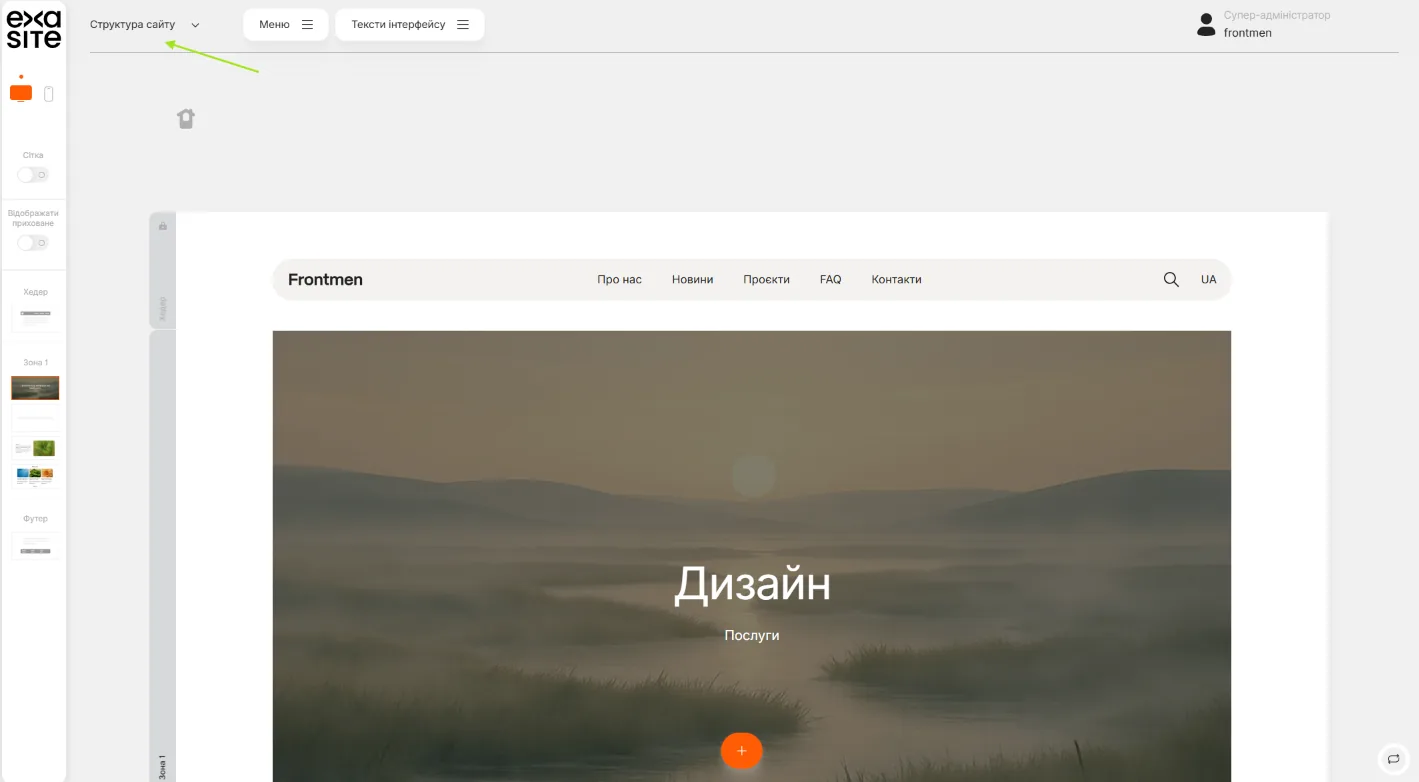 exa
SITE
Структура сайту
Меню
Тексти інтерфейсу
Супер-адміністратор
frontmen
Сітка
Відображати
приховане
Хедер
Зона 1
Футер
Хедер
Зона 1
Frontmen
Про нас
Новини
Проєкти
FAQ
Контакти
UA
Дизайн
Послуги